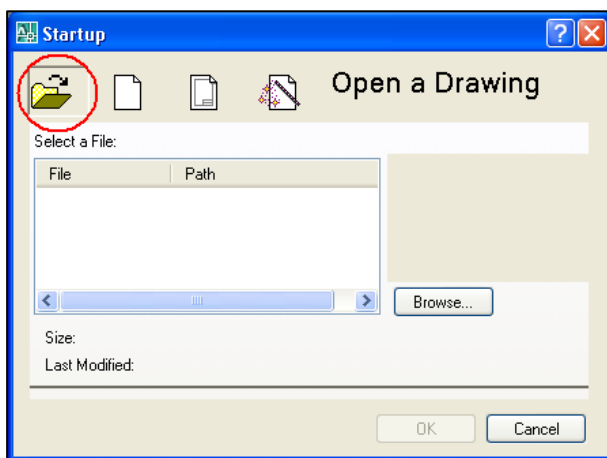 Startup
Open a Drawing
Select a File:
File Path
Browse...
Size:
Last Modified:
OK Cancel